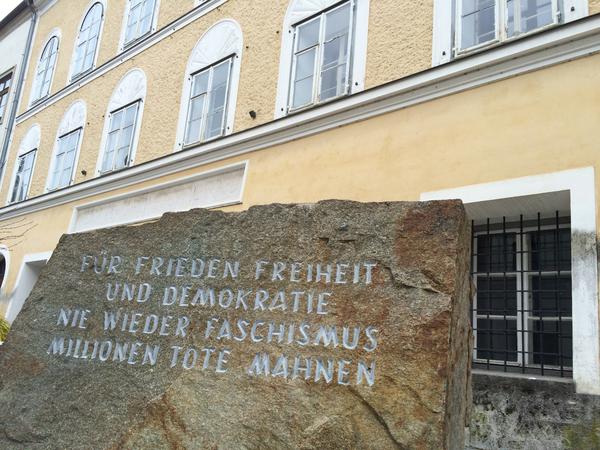 FÜR FRIEDEN FREIHEIT
UND DEMOKRATIE
NIE WIEDER FASCHISMUS
MILLIONEN TOTE MAHNEN